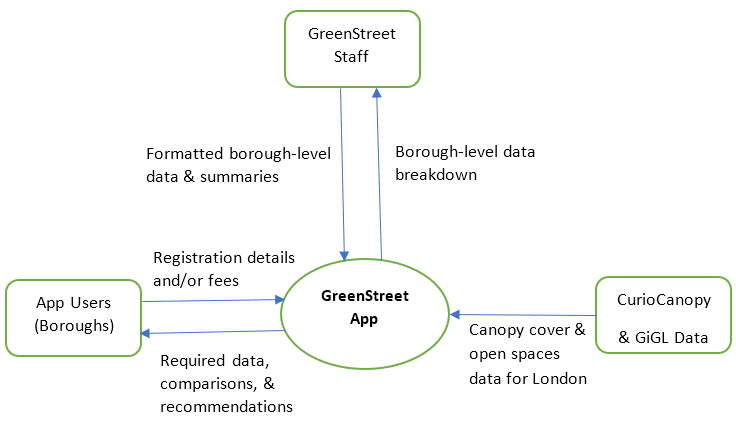 GreenStreet
Staff
Formatted borough-level
data & summaries
Borough-level data
breakdown
Registration details
and/or fees
App Users
(Boroughs)
GreenStreet
App
CurioCanopy
& GiGL Data
Canopy cover &
open spaces
data for London
Required data,
comparisons, &
recommendations